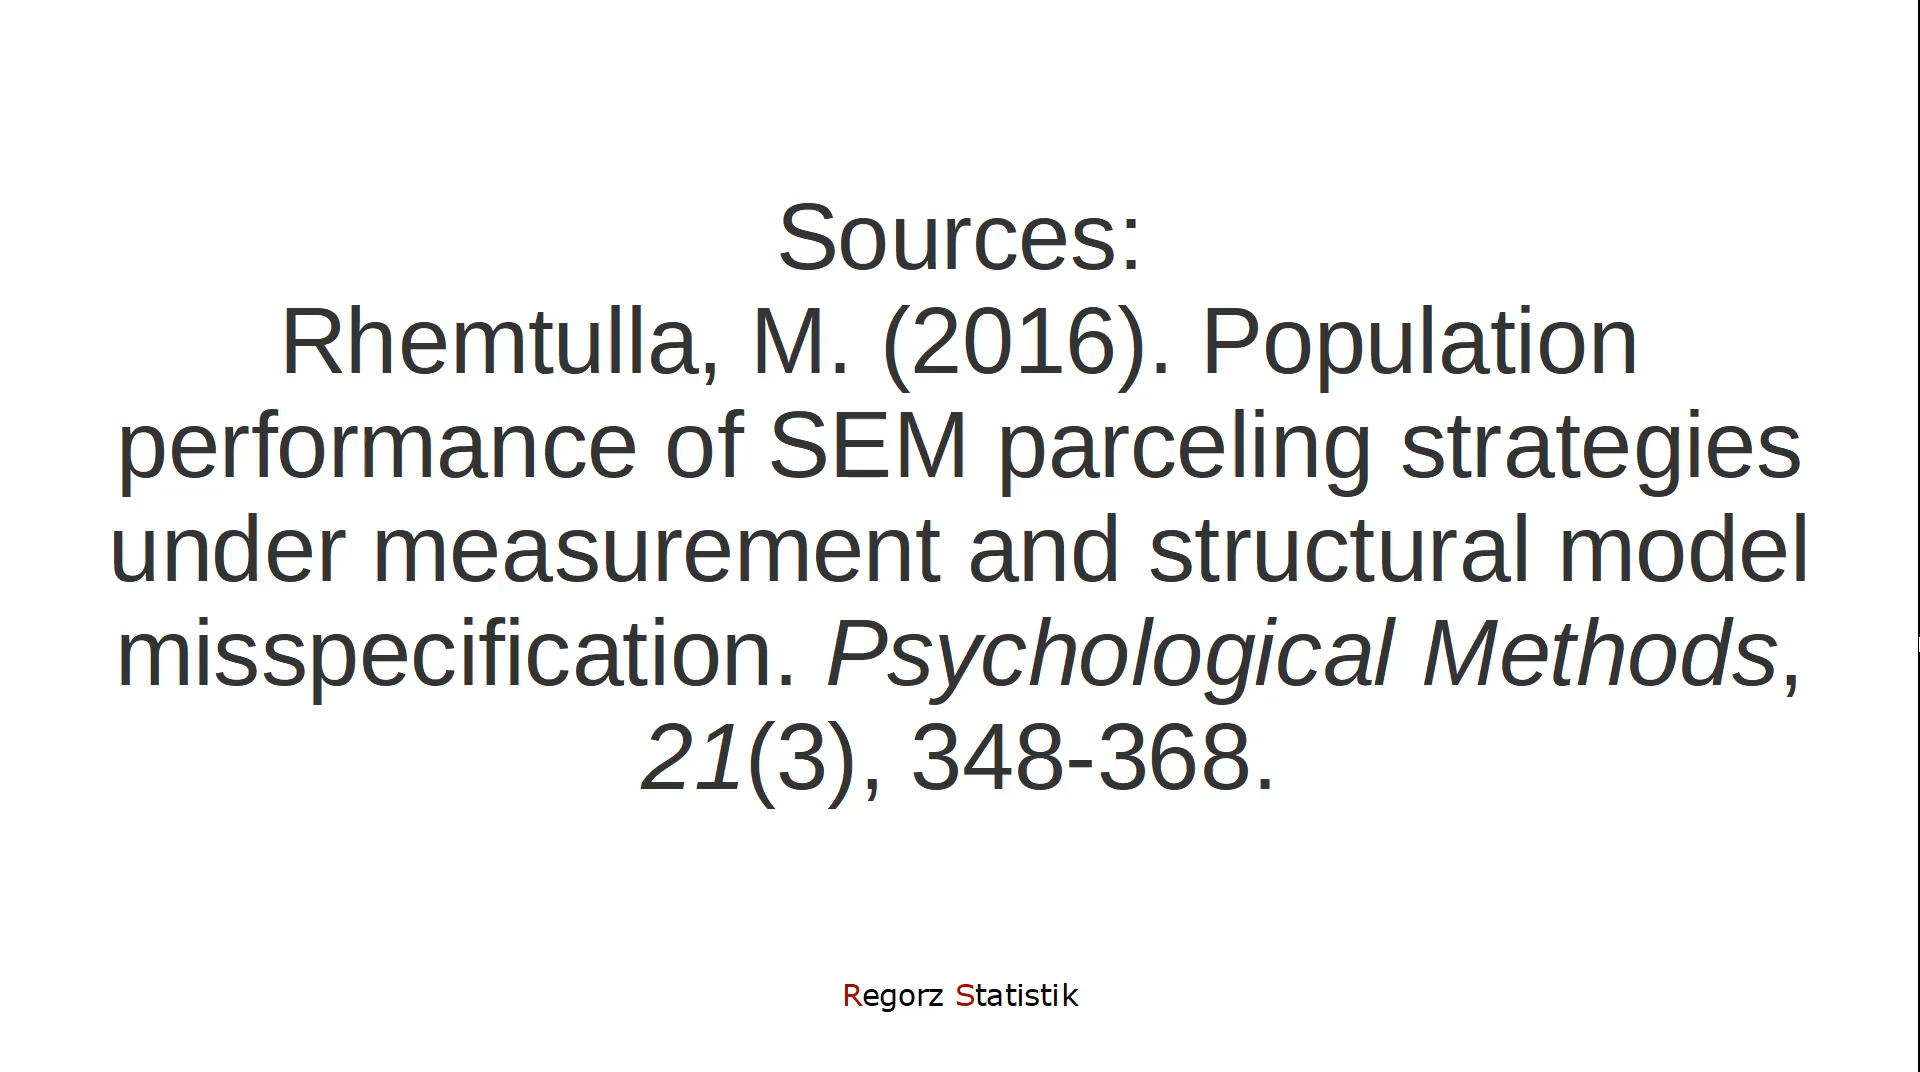 Sources:
Rhemtulla, M. (2016). Population
performance of SEM parceling strategies
under measurement and structural model
misspecification. Psychological Methods,
21(3), 348-368.
Regorz Statistik